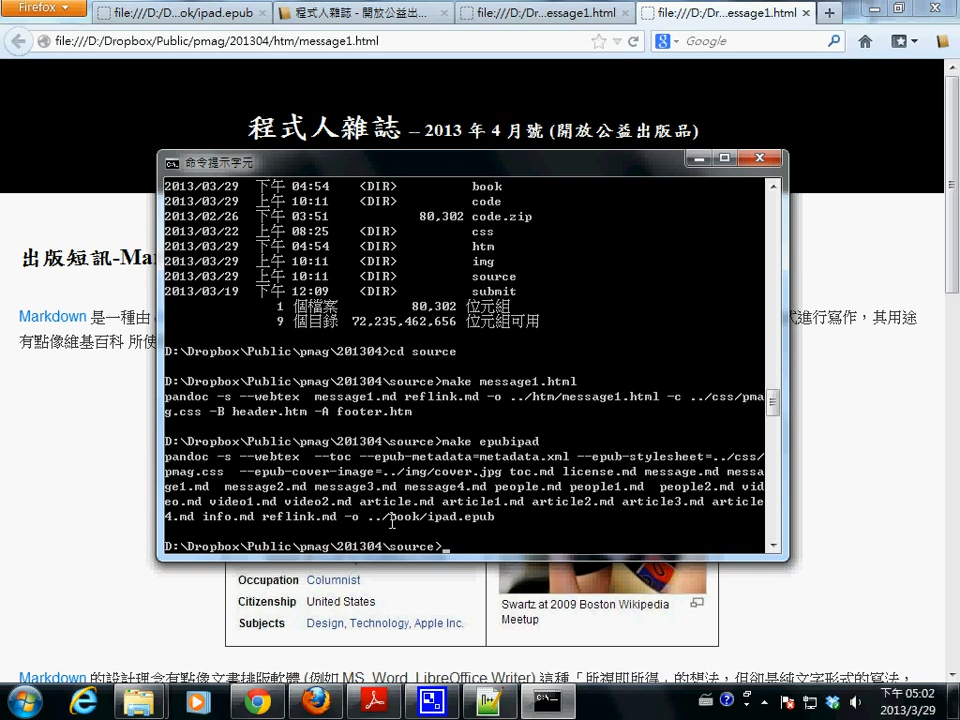 Firefox
file:///D:/D...ok/ipad.epub
程式人雜誌 - 開放公益出...
file:///D:/Dr...essage1.html
file:///D:/Dr...essage1.html
file:///D:/Dropbox/Public/pmag/201304/htm/message1.html
Google
程式人雜誌 – 2013 年 4 月號 (開放公益出版品)
命令提示字元
2013/03/29 下午 04:54 <DIR> book
2013/03/29 上午 10:11 <DIR> code
2013/02/26 下午 03:51 80,302 code.zip
2013/03/22 上午 08:25 <DIR> css
2013/03/29 下午 04:54 <DIR> htm
2013/03/29 上午 10:11 <DIR> img
2013/03/29 上午 10:11 <DIR> source
2013/03/19 下午 12:09 <DIR> submit
1 個檔案 80,302 位元組
9 個目錄 72,235,462,656 位元組可用
D:\Dropbox\Public\pmag\201304>cd source
D:\Dropbox\Public\pmag\201304\source>make message1.html
pandoc -s --webtex message1.md reflink.md -o ../htm/message1.html -c ../css/pma
g.css -B header.htm -A footer.htm
D:\Dropbox\Public\pmag\201304\source>make epubipad
pandoc -s --webtex --toc --epub-metadata=metadata.xml --epub-stylesheet=../css/
pmag.css --epub-cover-image=../img/cover.jpg toc.md license.md message.md messa
ge1.md message2.md message3.md message4.md people.md people1.md people2.md vid
eo.md video1.md video2.md article.md article1.md article2.md article3.md article
4.md info.md reflink.md -o ../book/ipad.epub
D:\Dropbox\Public\pmag\201304\source>
出版短訊-Mar
Markdown 是一種由
式進行寫作，其用途
有點像維基百科 所使
Occupation Columnist
Citizenship United States
Subjects Design, Technology, Apple Inc.
Swartz at 2009 Boston Wikipedia
Meetup
Markdown 的設計理念有點像文書排版軟體 (例如 MS Word, LibreOffice Writer) 這種「所視即所得」的想法，但卻是純文字形式的寫法，
下午 05:02
2013/3/29